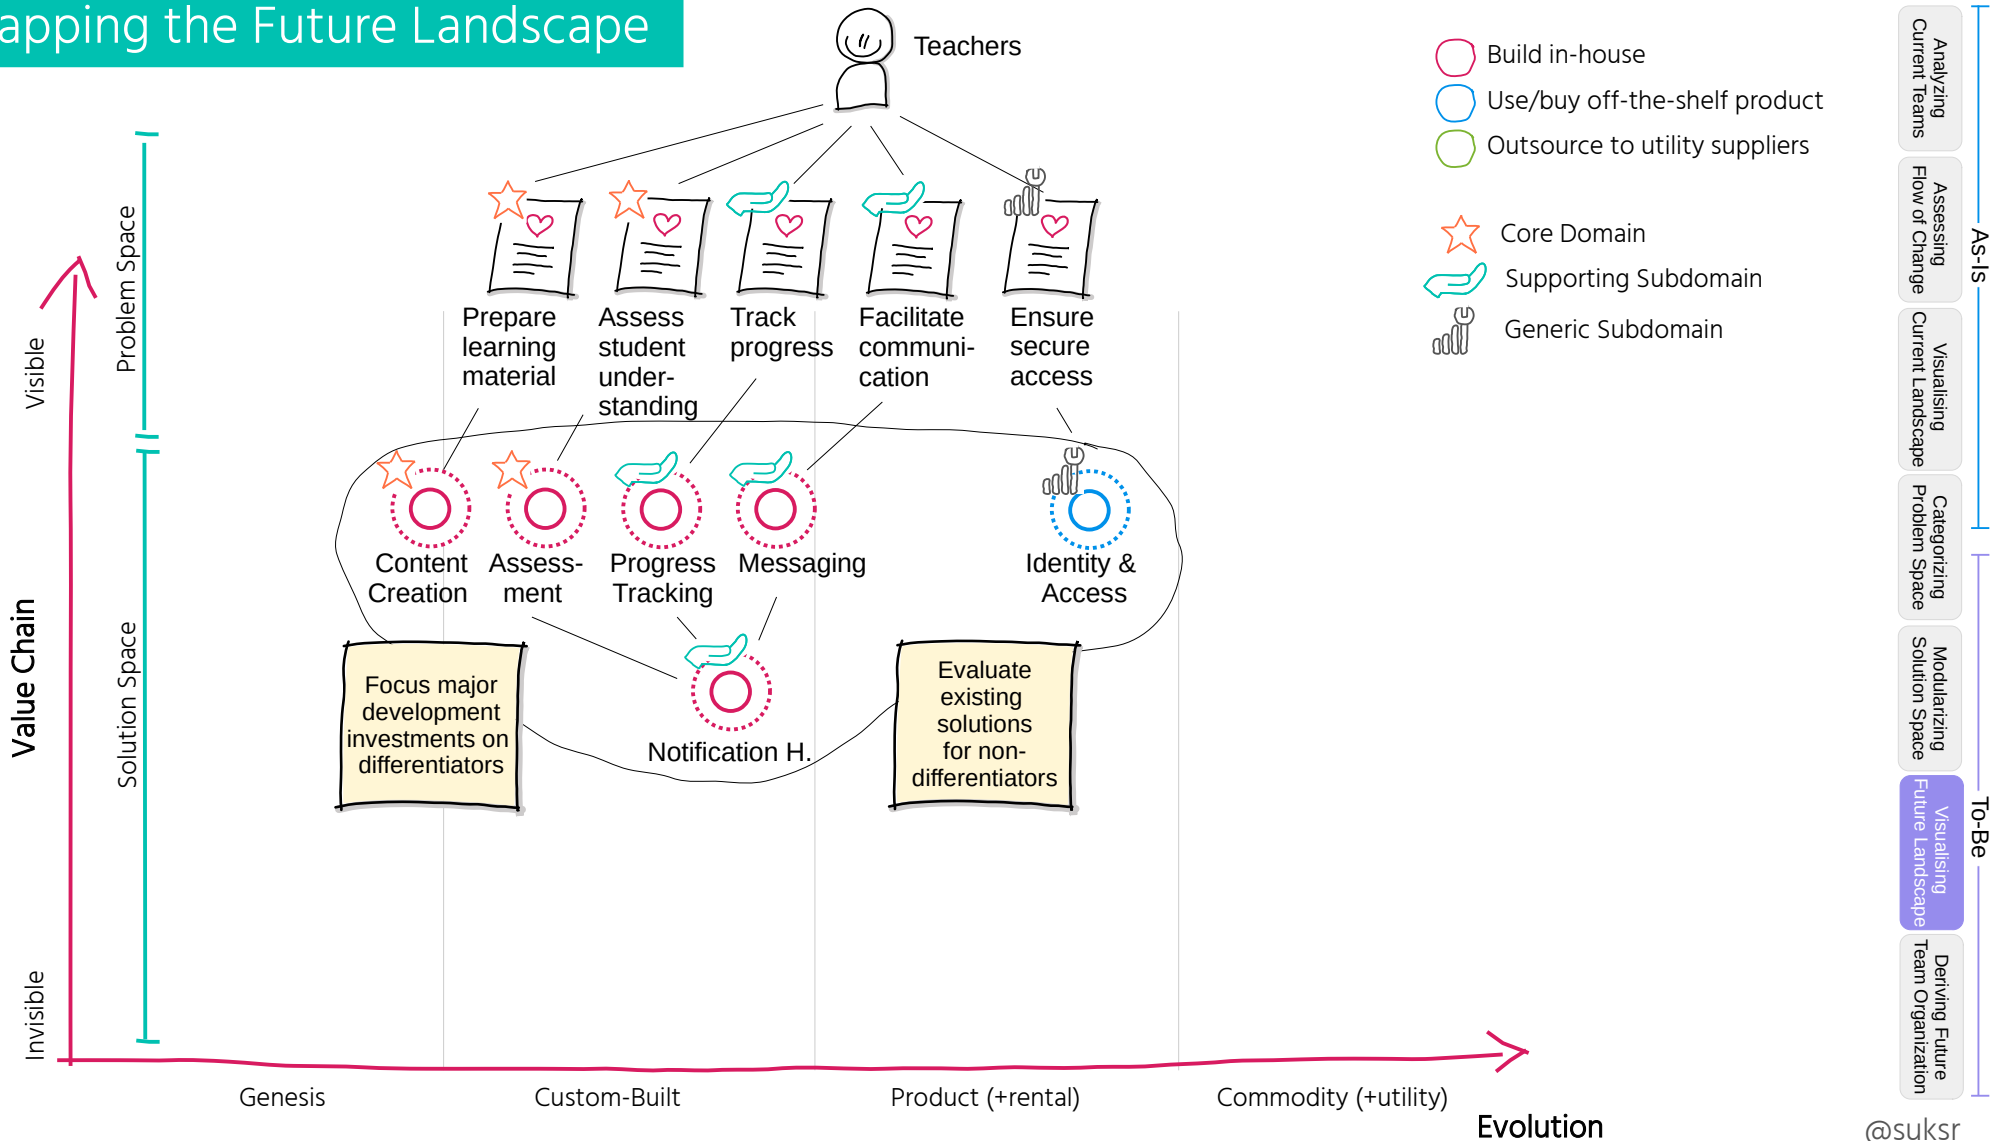 apping the Future Landscape
Teachers
Build in-house
Use/buy off-the-shelf product
Outsource to utility suppliers
Core Domain
Supporting Subdomain
Generic Subdomain
Prepare
learning
material
Assess
student
under-
standing
Track
progress
Facilitate
communi-
cation
Ensure
secure
access
Content
Creation
Assess-
ment
Progress
Tracking
Messaging
Identity &
Access
Notification H.
Focus major
development
investments on
differentiators
Evaluate
existing
solutions
for non-
differentiators
Value Chain
Visible
Invisible
Problem Space
Solution Space
Genesis
Custom-Built
Product (+rental)
Commodity (+utility)
Evolution
Analyzing
Current Teams
Assessing
Flow of Change
Visualising
Current Landscape
Categorizing
Problem Space
Modularizing
Solution Space
Visualising
Future Landscape
Deriving Future
Team Organization
As-Is
To-Be
@suksr